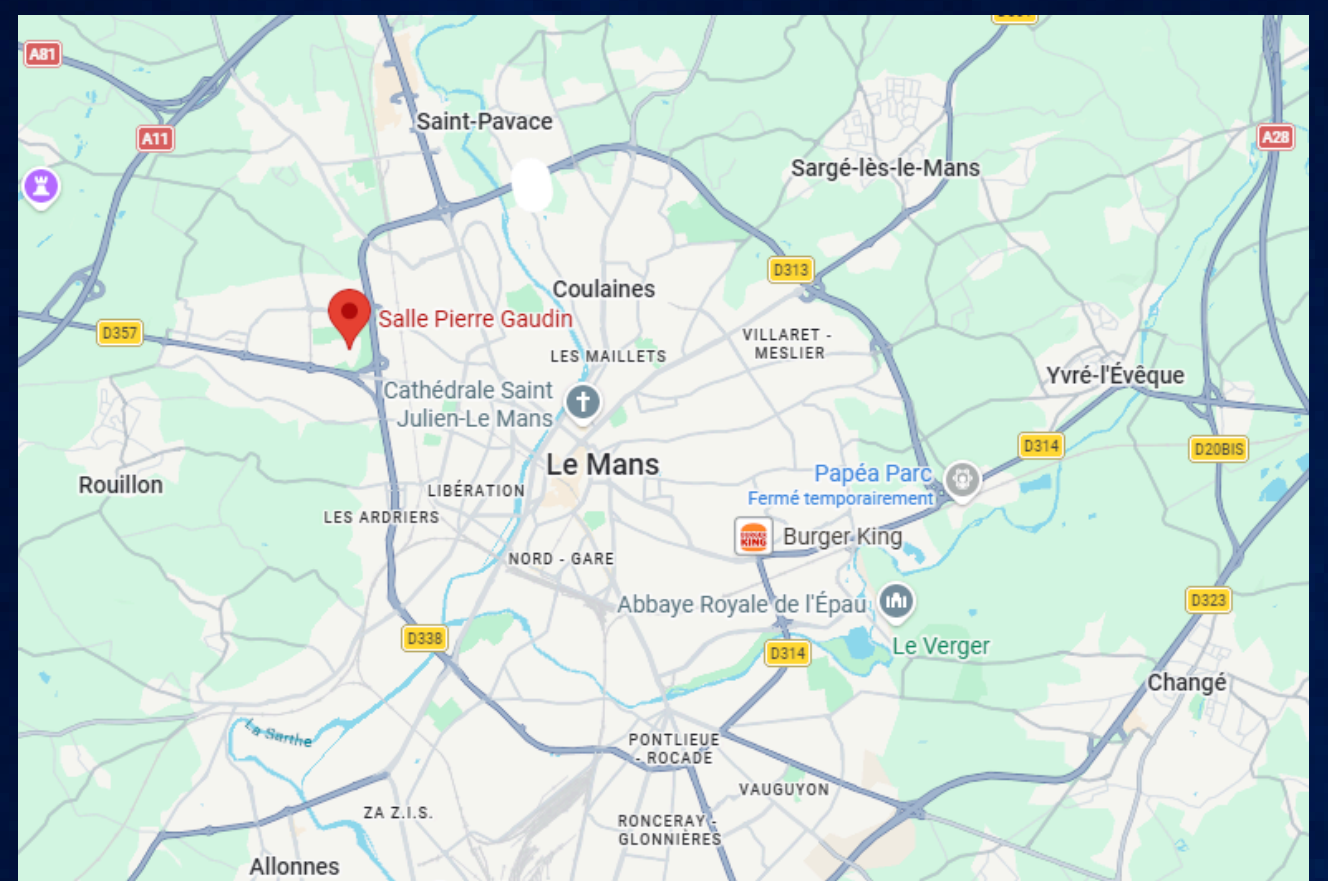 A81
A11
Saint-Pavace
Sargé-lès-le-Mans
A28
D313
Coulaines
Salle Pierre Gaudin
D357
VILLARET -
MESLIER
LES MAILLETS
Yvré-l'Évêque
Cathédrale Saint
Julien-Le Mans
D314
D20BIS
Le Mans
Papéa Parc
Fermé temporairement
Rouillon
LIBÉRATION
LES ARDRIERS
BURGER
KING
Burger King
NORD - GARE
Abbaye Royale de l'Épau
D323
D338
Le Verger
D314
Changé
La Sarthe
PONTLIEUE
- ROCADE
VAUGUYON
ZA Z.I.S.
RONCERAY -
GLONNIÈRES
Allonnes